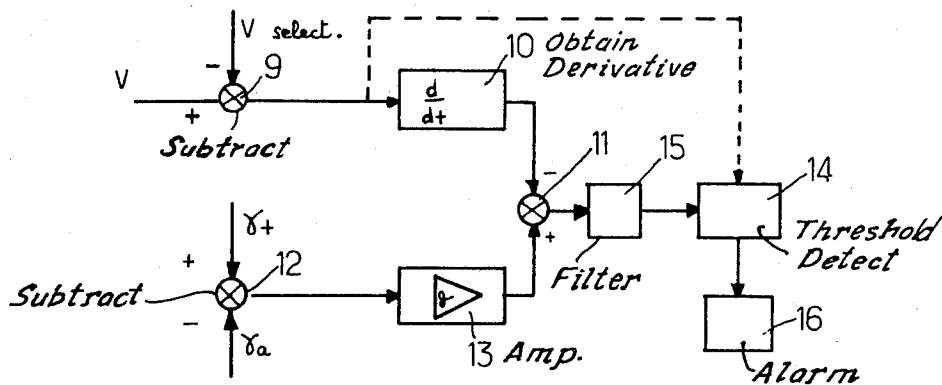 V select.
-
9
V
+
Subtract
10 Obtain
Derivative
d
dt
11
-
+
15
Filter
14
Threshold
Detect
γt
+
12
Subtract
-
γa
g
13 Amp.
16
Alarm